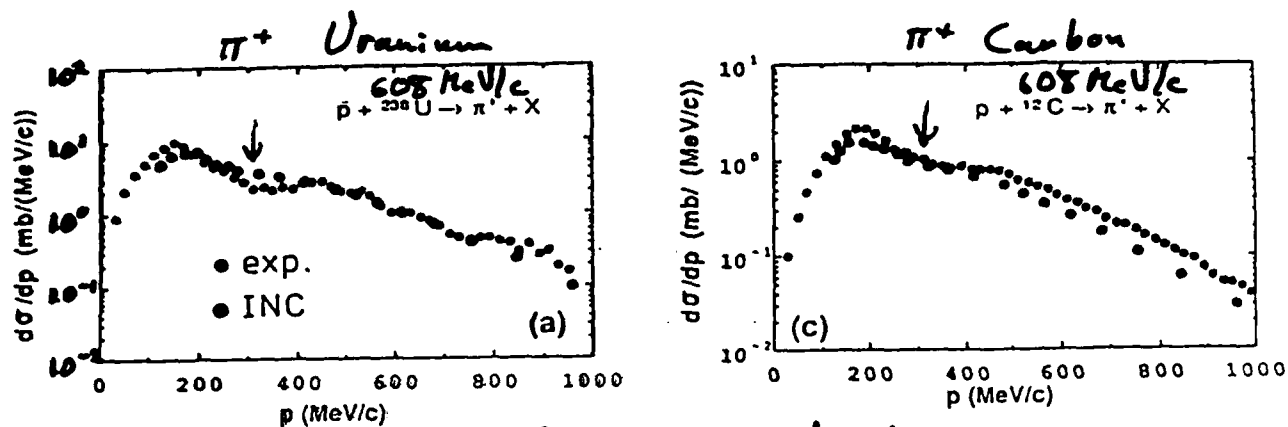 π⁺ Uranium
608 MeV/c
p̄ + ²³⁸U → π⁺ + X
10²
10¹
10⁰
10⁻¹
10⁻²
dσ/dp (mb/(MeV/c))
• exp.
• INC
(a)
0 200 400 600 800 1000
p (MeV/c)
π⁺ Carbon
608 MeV/c
p + ¹²C → π⁺ + X
10¹
10⁰
10⁻¹
10⁻²
dσ/dp (mb/ (MeV/c))
(c)
0 200 400 600 800 1000
p (MeV/c)